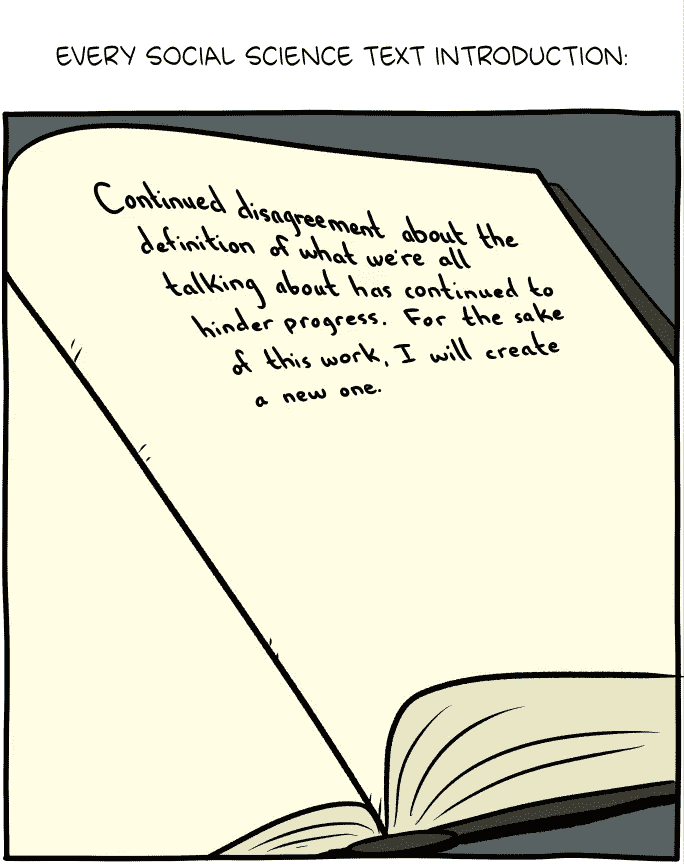 EVERY SOCIAL SCIENCE TEXT INTRODUCTION:
Continued disagreement about the
definition of what we're all
talking about has continued to
hinder progress. For the sake
of this work, I will create
a new one.